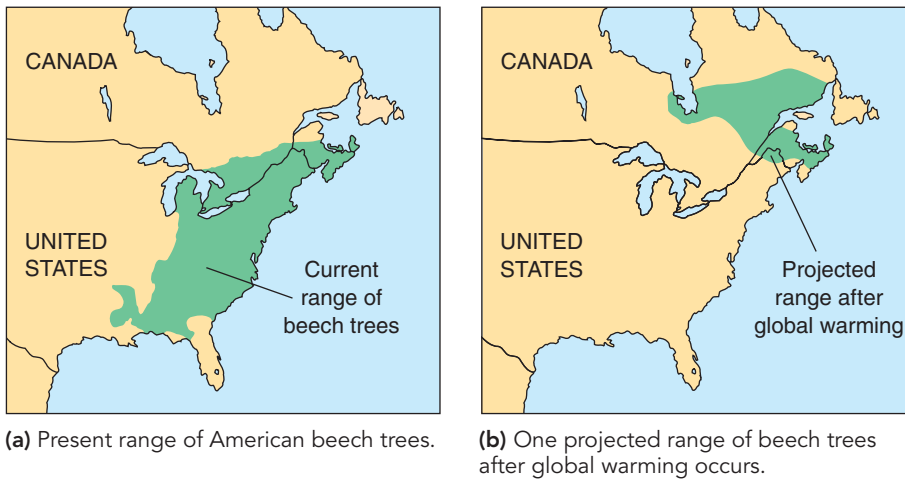 CANADA
UNITED
STATES
Current
range of
beech trees
(a) Present range of American beech trees.
CANADA
UNITED
STATES
Projected
range after
global warming
(b) One projected range of beech trees
after global warming occurs.